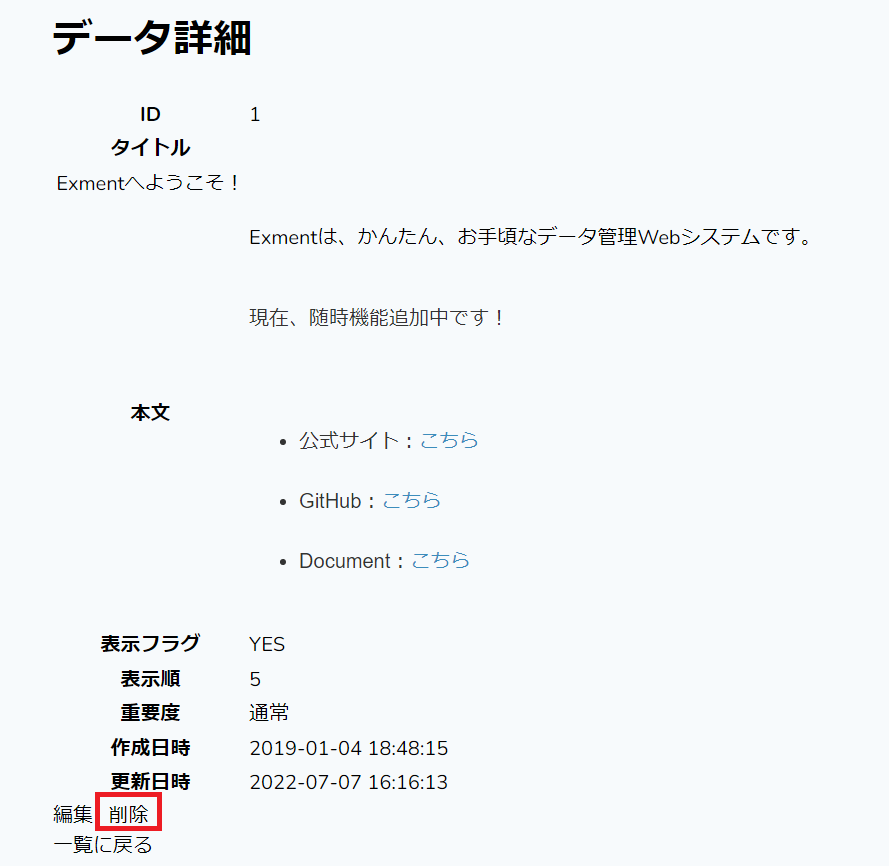 データ詳細
ID 1
タイトル
Exmentへようこそ！
Exmentは、かんたん、お手頃なデータ管理Webシステムです。
現在、随時機能追加中です！
本文
• 公式サイト：こちら
• GitHub：こちら
• Document：こちら
表示フラグ YES
表示順 5
重要度 通常
作成日時 2019-01-04 18:48:15
更新日時 2022-07-07 16:16:13
編集 削除
一覧に戻る